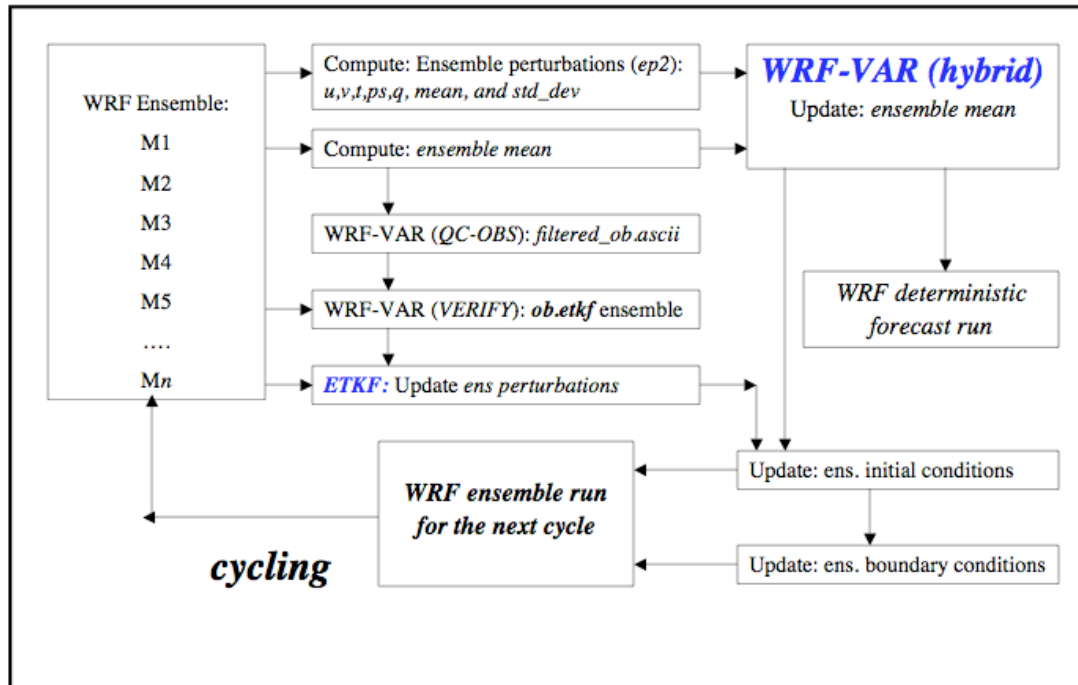 WRF Ensemble:
M1
M2
M3
M4
M5
....
Mn
Compute: Ensemble perturbations (ep2):
u,v,t,ps,q, mean, and std_dev
Compute: ensemble mean
WRF-VAR (QC-OBS): filtered_ob.ascii
WRF-VAR (VERIFY): ob.etkf ensemble
ETKF: Update ens perturbations
WRF-VAR (hybrid)
Update: ensemble mean
WRF deterministic
forecast run
Update: ens. initial conditions
Update: ens. boundary conditions
WRF ensemble run
for the next cycle
cycling